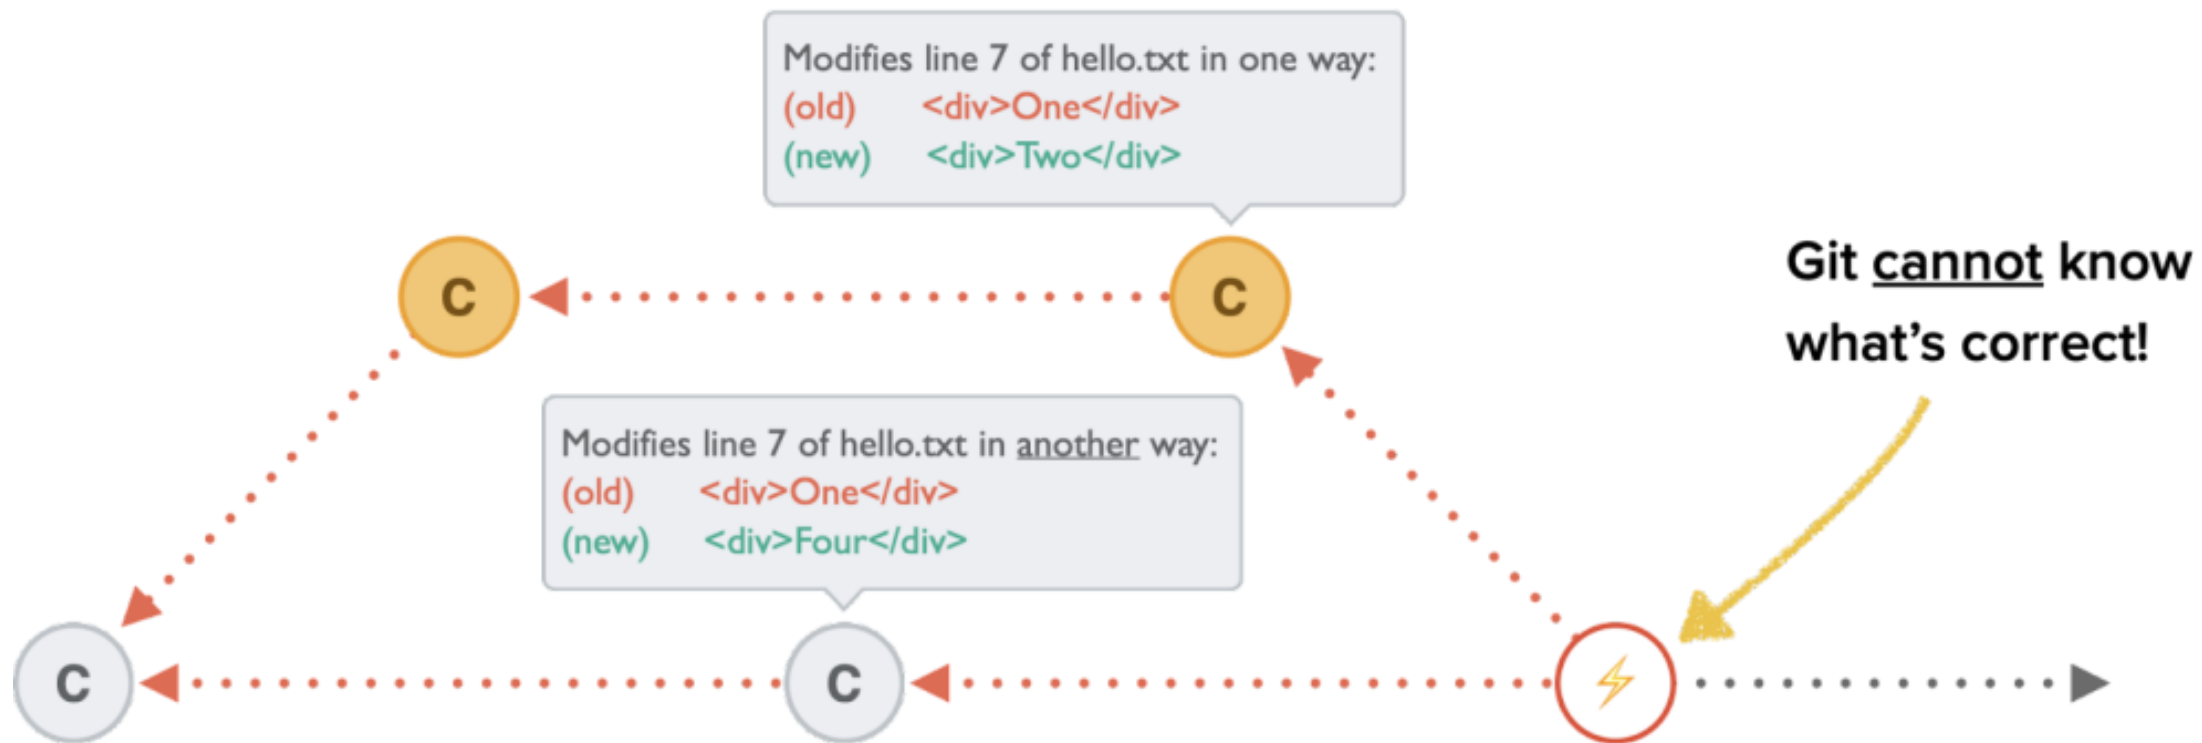 Modifies line 7 of hello.txt in one way:
(old) <div>One</div>
(new) <div>Two</div>
C
C
Git cannot know
what's correct!
Modifies line 7 of hello.txt in another way:
(old) <div>One</div>
(new) <div>Four</div>
C
C